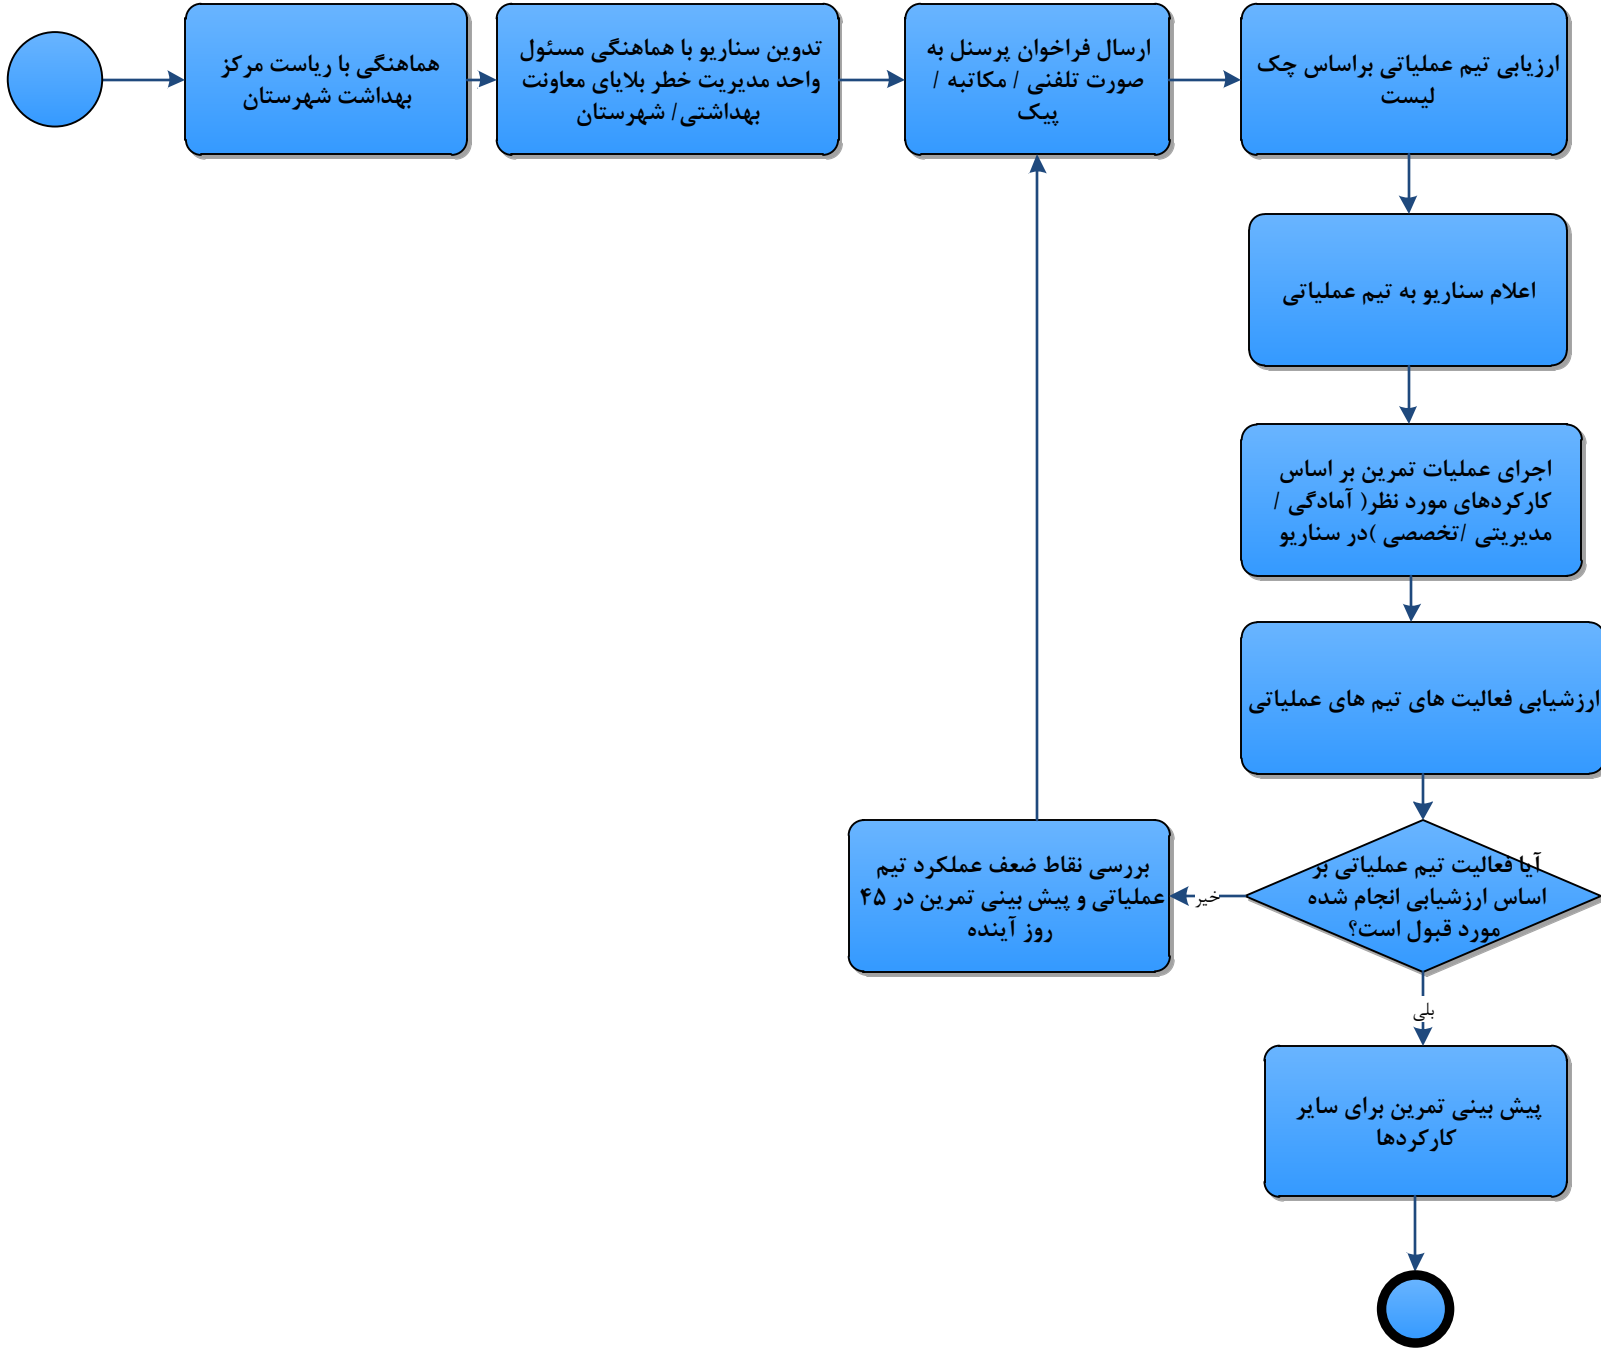 هماهنگی با ریاست مرکز
بهداشت شهرستان
تدوین سناریو با هماهنگی مسئول
واحد مدیریت خطر بلایای معاونت
بهداشتی/ شهرستان
ارسال فراخوان پرسنل به
صورت تلفنی / مکاتبه /
پیک
ارزیابی تیم عملیاتی براساس چک
لیست
اعلام سناریو به تیم عملیاتی
اجرای عملیات تمرین بر اساس
کارکردهای مورد نظر( آمادگی /
مدیریتی /تخصصی )در سناریو
ارزشیابی فعالیت های تیم های عملیاتی
آیا فعالیت تیم عملیاتی بر
اساس ارزشیابی انجام شده
مورد قبول است؟
خیر
بررسی نقاط ضعف عملکرد تیم
عملیاتی و پیش بینی تمرین در ۴۵
روز آینده
بلی
پیش بینی تمرین برای سایر
کارکردها